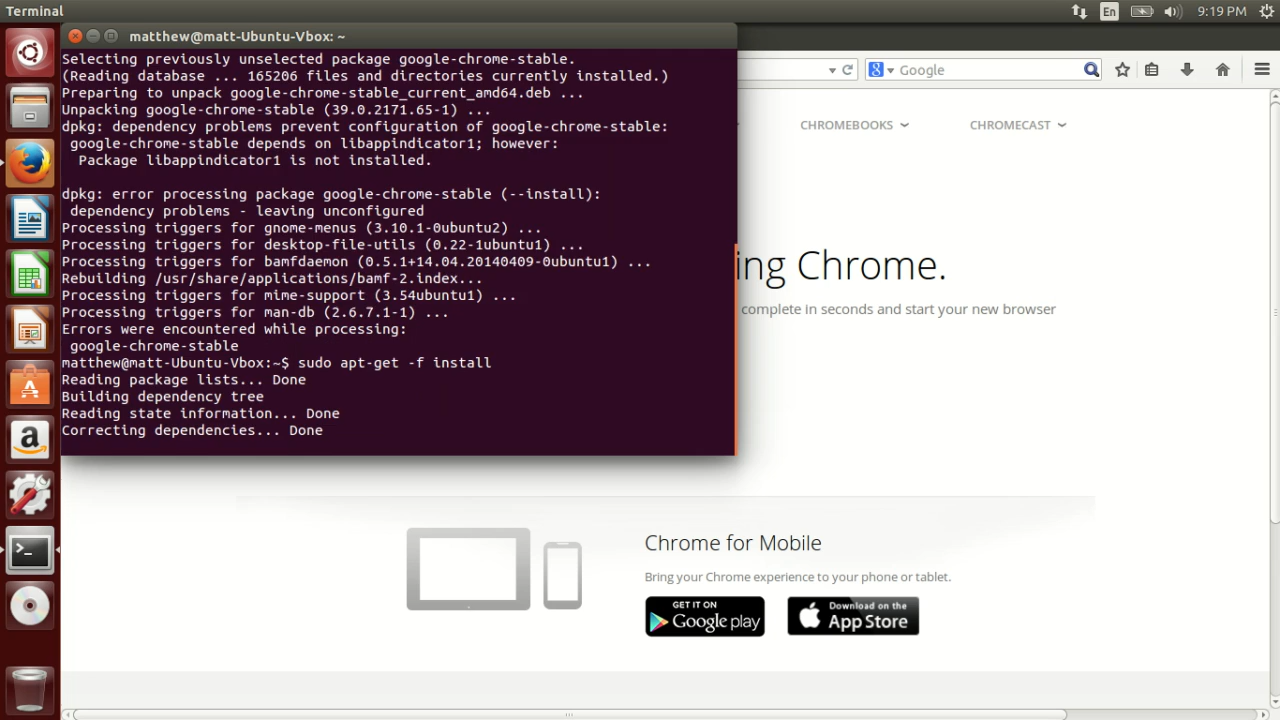 Terminal
En
9:19 PM
matthew@matt-Ubuntu-Vbox: ~
Selecting previously unselected package google-chrome-stable.
(Reading database ... 165206 files and directories currently installed.)
Preparing to unpack google-chrome-stable_current_amd64.deb ...
Unpacking google-chrome-stable (39.0.2171.65-1) ...
dpkg: dependency problems prevent configuration of google-chrome-stable:
google-chrome-stable depends on libappindicator1; however:
Package libappindicator1 is not installed.
dpkg: error processing package google-chrome-stable (--install):
dependency problems - leaving unconfigured
Processing triggers for gnome-menus (3.10.1-0ubuntu2) ...
Processing triggers for desktop-file-utils (0.22-1ubuntu1) ...
Processing triggers for bamfdaemon (0.5.1+14.04.20140409-0ubuntu1) ...
Rebuilding /usr/share/applications/bamf-2.index...
Processing triggers for mime-support (3.54ubuntu1) ...
Processing triggers for man-db (2.6.7.1-1) ...
Errors were encountered while processing:
google-chrome-stable
matthew@matt-Ubuntu-Vbox:~$ sudo apt-get -f install
Reading package lists... Done
Building dependency tree
Reading state information... Done
Correcting dependencies... Done
Google
CHROMEBOOKS
CHROMECAST
ing Chrome.
complete in seconds and start your new browser
Chrome for Mobile
Bring your Chrome experience to your phone or tablet.
GET IT ON
Google play
Download on the
App Store